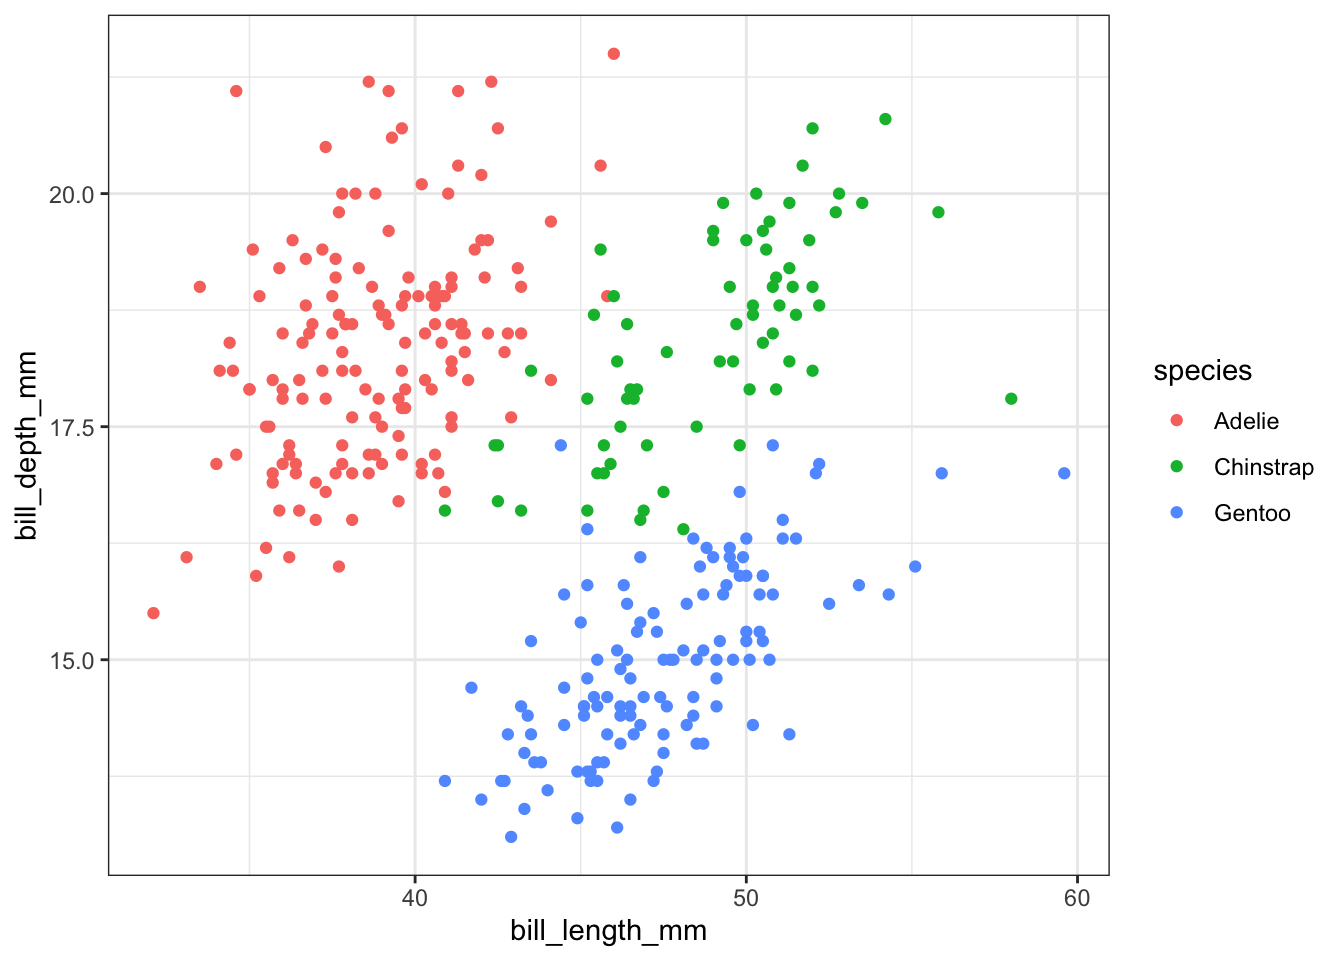 20.0
17.5
15.0
bill_depth_mm
40
50
60
bill_length_mm
species
Adelie
Chinstrap
Gentoo